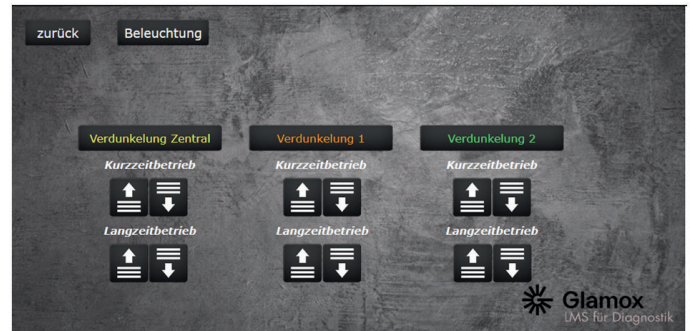 zurück Beleuchtung
Verdunkelung Zentral Verdunkelung 1 Verdunkelung 2
Kurzzeitbetrieb Kurzzeitbetrieb Kurzzeitbetrieb
Langzeitbetrieb Langzeitbetrieb Langzeitbetrieb
Glamox
LMS für Diagnostik